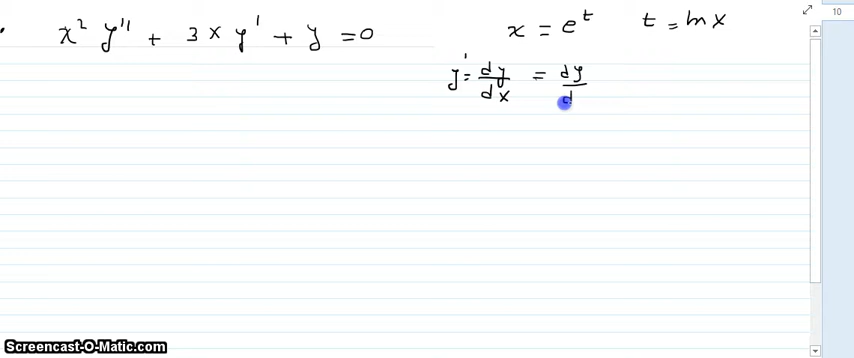 x² y'' + 3 x y' + y = 0
x = e^t   t = ln x
y' = dy/dx = dy/d
10
Screencast-O-Matic.com